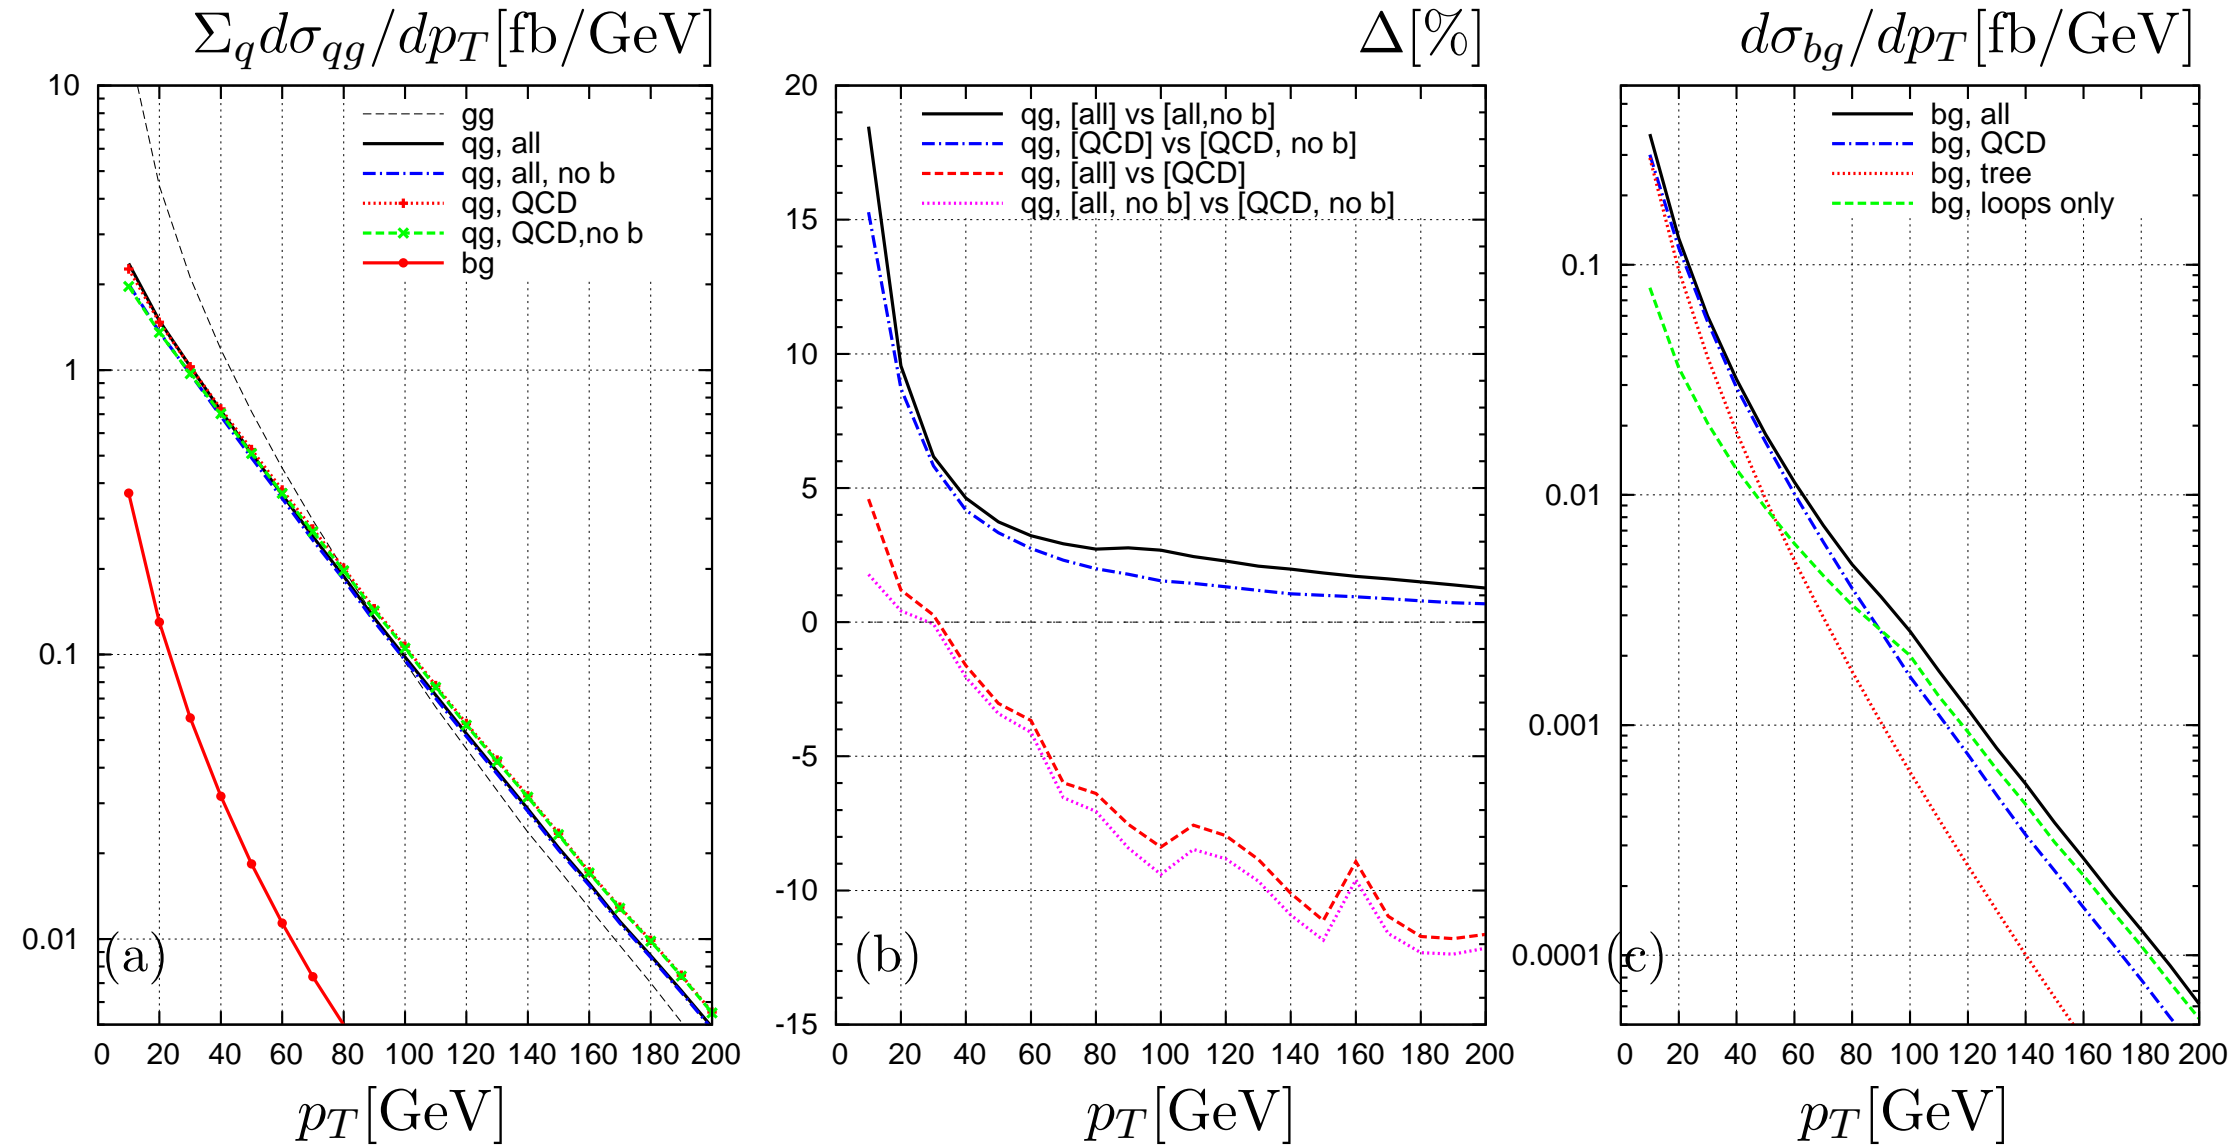 Σ_q dσ_qg/dp_T[fb/GeV]
10
1
0.1
0.01
gg
qg, all
qg, all, no b
qg, QCD
qg, QCD,no b
bg
(a)
0 20 40 60 80 100 120 140 160 180 200
p_T[GeV]
Δ[%]
20
15
10
5
0
-5
-10
-15
qg, [all] vs [all,no b]
qg, [QCD] vs [QCD, no b]
qg, [all] vs [QCD]
qg, [all, no b] vs [QCD, no b]
(b)
0 20 40 60 80 100 120 140 160 180 200
p_T[GeV]
dσ_bg/dp_T[fb/GeV]
0.1
0.01
0.001
0.0001
bg, all
bg, QCD
bg, tree
bg, loops only
(c)
0 20 40 60 80 100 120 140 160 180 200
p_T[GeV]